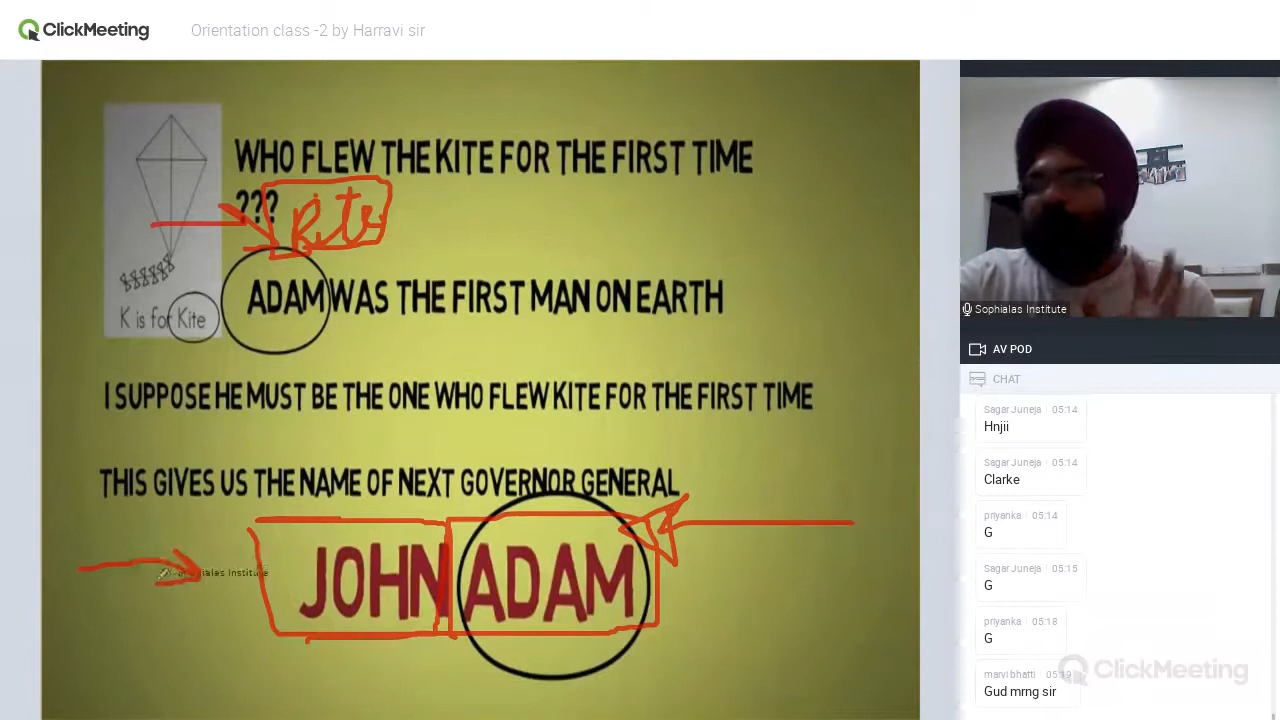 ClickMeeting
Orientation class -2 by Harravi sir
WHO FLEW THE KITE FOR THE FIRST TIME
???
Kite
K is for Kite
ADAM WAS THE FIRST MAN ON EARTH
I SUPPOSE HE MUST BE THE ONE WHO FLEW KITE FOR THE FIRST TIME
THIS GIVES US THE NAME OF NEXT GOVERNOR GENERAL
JOHN ADAM
Institute
Sophialas Institute
AV POD
CHAT
Sagar Juneja 05:14
Hnjii
Sagar Juneja 05:14
Clarke
priyanka 05:14
G
Sagar Juneja 05:15
G
priyanka 05:18
G
marvi bhatti 05:19
Gud mrng sir
ClickMeeting